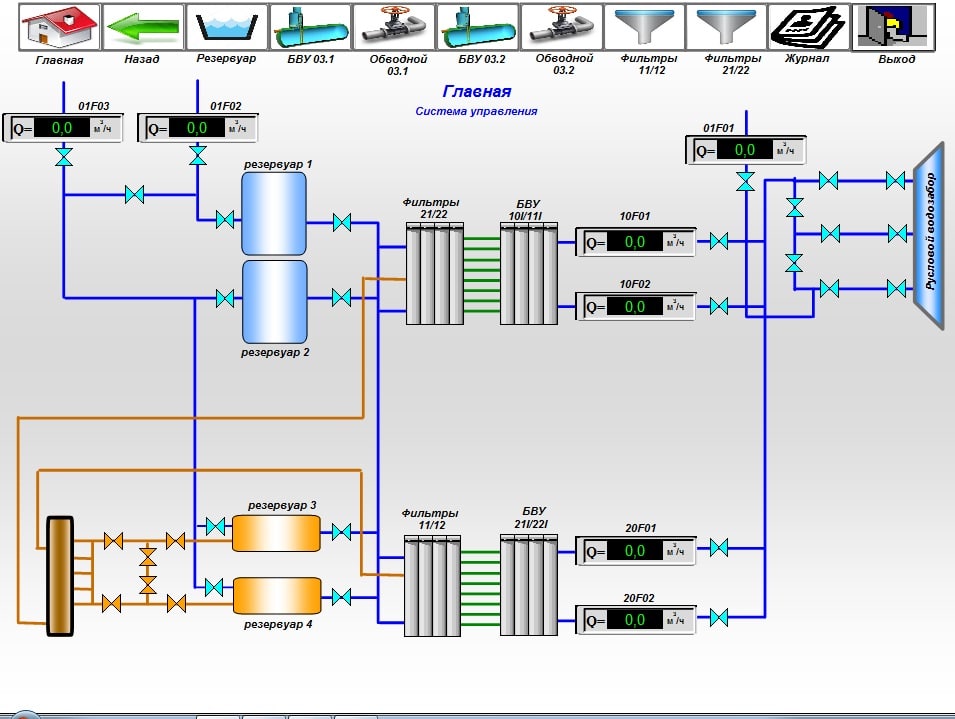 Главная
Назад
Резервуар
БВУ 03.1
Обводной
03.1
БВУ 03.2
Обводной
03.2
Фильтры
11/12
Фильтры
21/22
Журнал
Выход
Главная
Система управления
01F03
Q= 0,0 м³/ч
01F02
Q= 0,0 м³/ч
01F01
Q= 0,0 м³/ч
резервуар 1
резервуар 2
Фильтры
21/22
БВУ
10I/11I
10F01
Q= 0,0 м³/ч
10F02
Q= 0,0 м³/ч
Русловой водозабор
резервуар 3
резервуар 4
Фильтры
11/12
БВУ
21I/22I
20F01
Q= 0,0 м³/ч
20F02
Q= 0,0 м³/ч